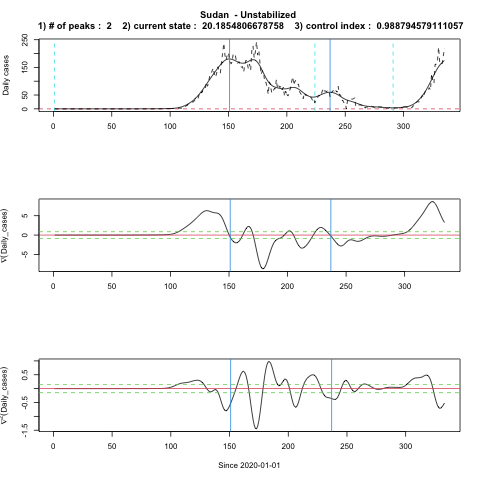 Sudan - Unstabilized
1) # of peaks : 2 2) current state : 20.1854806678758 3) control index : 0.988794579111057
Daily cases
250
150
50
0
0 50 100 150 200 250 300
∇(Daily_cases)
5
0
-5
0 50 100 150 200 250 300
∇²(Daily_cases)
0.5
-0.5
-1.5
0 50 100 150 200 250 300
Since 2020-01-01